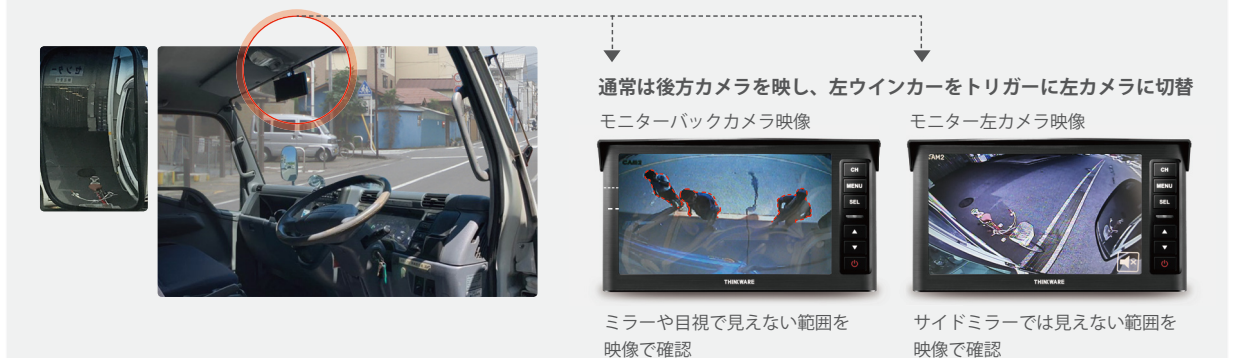 通常は後方カメラを映し、左ウインカーをトリガーに左カメラに切替
モニターバックカメラ映像
モニター左カメラ映像
CAM2
CH
MENU
SEL
THINKWARE
CAM2
CH
MENU
SEL
THINKWARE
ミラーや目視で見えない範囲を
映像で確認
サイドミラーでは見えない範囲を
映像で確認